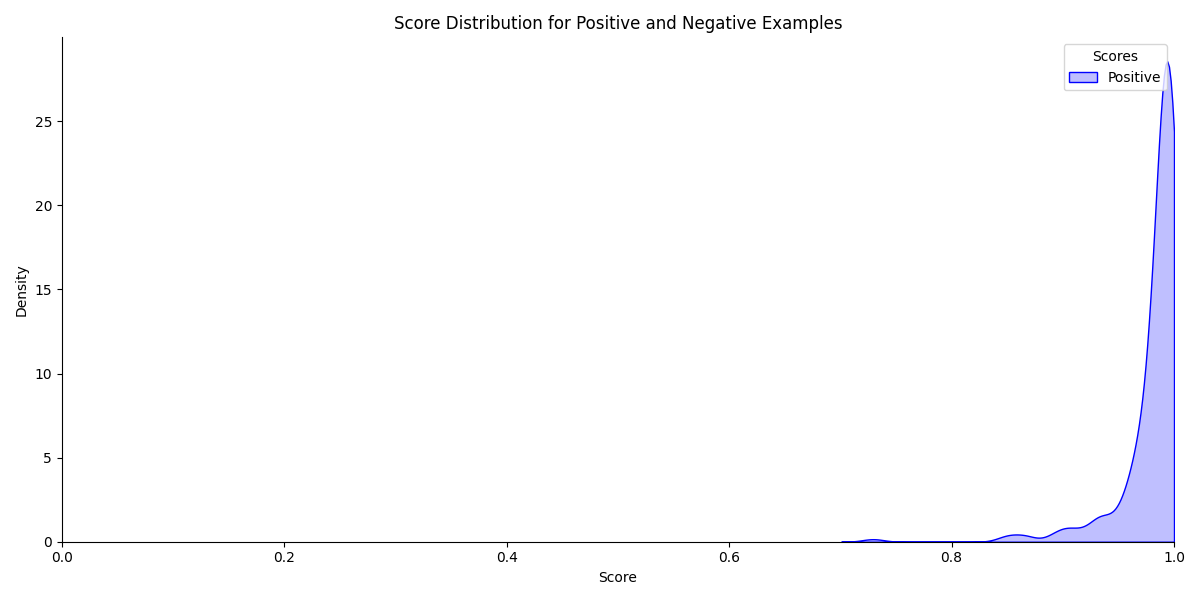 Score Distribution for Positive and Negative Examples
Scores
Positive
25
20
15
10
5
0
Density
0.0 0.2 0.4 0.6 0.8 1.0
Score